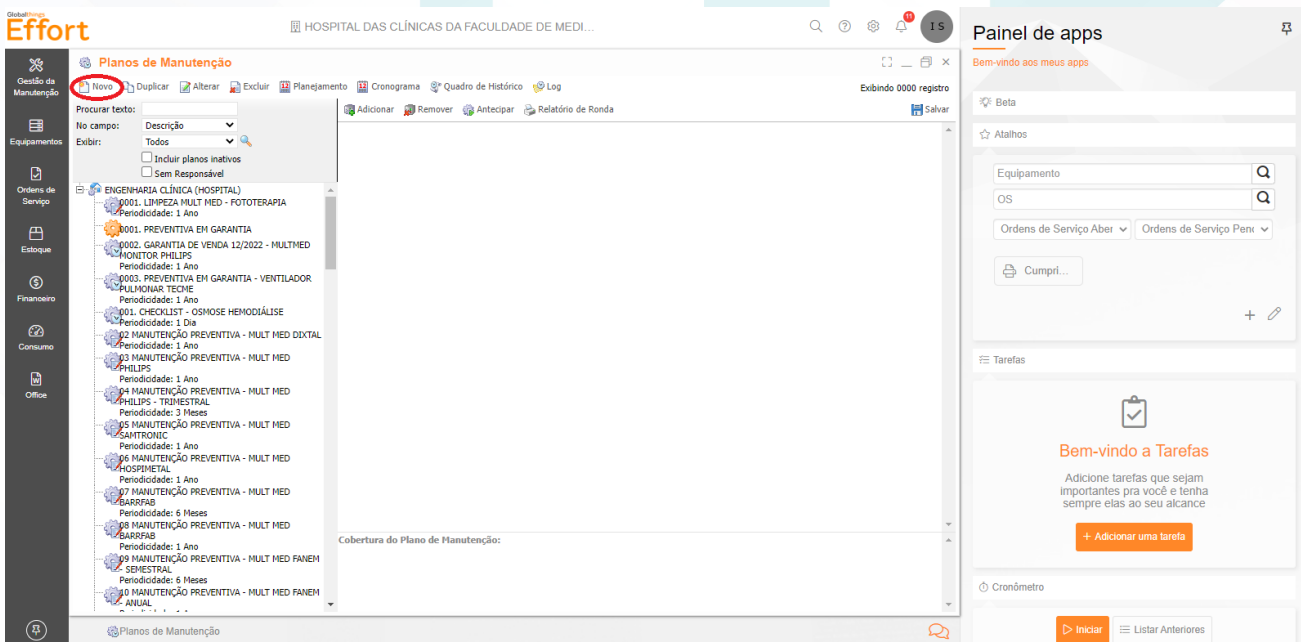 Globalthings
Effort
HOSPITAL DAS CLÍNICAS DA FACULDADE DE MEDI...
11
I S
Gestão da
Manutenção
Equipamentos
Ordens de
Serviço
Estoque
Financeiro
Consumo
Office
Planos de Manutenção
Novo Duplicar Alterar Excluir Planejamento Cronograma Quadro de Histórico Log
Exibindo 0000 registro
Procurar texto:
No campo: Descrição
Exibir: Todos
Incluir planos inativos
Sem Responsável
Adicionar Remover Antecipar Relatório de Ronda Salvar
ENGENHARIA CLÍNICA (HOSPITAL)
0001. LIMPEZA MULT MED - FOTOTERAPIA
Periodicidade: 1 Ano
0001. PREVENTIVA EM GARANTIA
0002. GARANTIA DE VENDA 12/2022 - MULTMED
MONITOR PHILIPS
Periodicidade: 1 Ano
0003. PREVENTIVA EM GARANTIA - VENTILADOR
PULMONAR TECME
Periodicidade: 1 Ano
001. CHECKLIST - OSMOSE HEMODIÁLISE
Periodicidade: 1 Dia
02 MANUTENÇÃO PREVENTIVA - MULT MED DIXTAL
Periodicidade: 1 Ano
03 MANUTENÇÃO PREVENTIVA - MULT MED
PHILIPS
Periodicidade: 1 Ano
04 MANUTENÇÃO PREVENTIVA - MULT MED
PHILIPS - TRIMESTRAL
Periodicidade: 3 Meses
05 MANUTENÇÃO PREVENTIVA - MULT MED
SAMTRONIC
Periodicidade: 1 Ano
06 MANUTENÇÃO PREVENTIVA - MULT MED
HOSPIMETAL
Periodicidade: 1 Ano
07 MANUTENÇÃO PREVENTIVA - MULT MED
BARRFAB
Periodicidade: 6 Meses
08 MANUTENÇÃO PREVENTIVA - MULT MED
BARRFAB
Periodicidade: 1 Ano
09 MANUTENÇÃO PREVENTIVA - MULT MED FANEM
- SEMESTRAL
Periodicidade: 6 Meses
10 MANUTENÇÃO PREVENTIVA - MULT MED FANEM
- ANUAL
Cobertura do Plano de Manutenção:
Planos de Manutenção
Painel de apps
Bem-vindo aos meus apps
Beta
Atalhos
Equipamento
OS
Ordens de Serviço Aber Ordens de Serviço Penc
Cumpri...
Tarefas
Bem-vindo a Tarefas
Adicione tarefas que sejam
importantes pra você e tenha
sempre elas ao seu alcance
+ Adicionar uma tarefa
Cronômetro
Iniciar Listar Anteriores